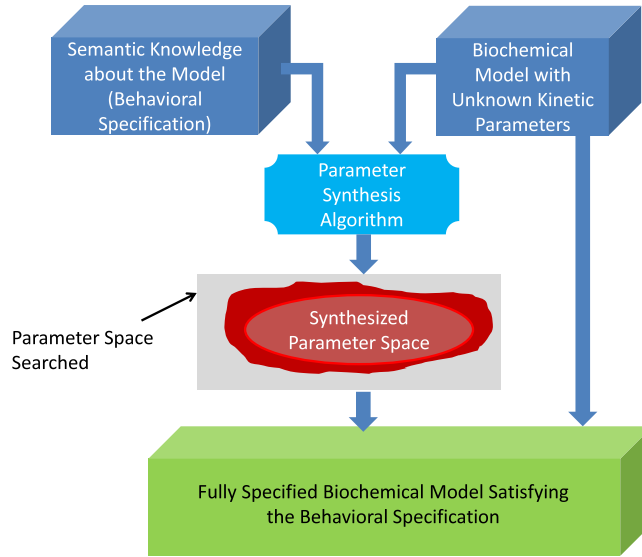 Semantic Knowledge
about the Model
(Behavioral
Specification)
Biochemical
Model with
Unknown Kinetic
Parameters
Parameter
Synthesis
Algorithm
Synthesized
Parameter Space
Parameter Space
Searched
Fully Specified Biochemical Model Satisfying
the Behavioral Specification